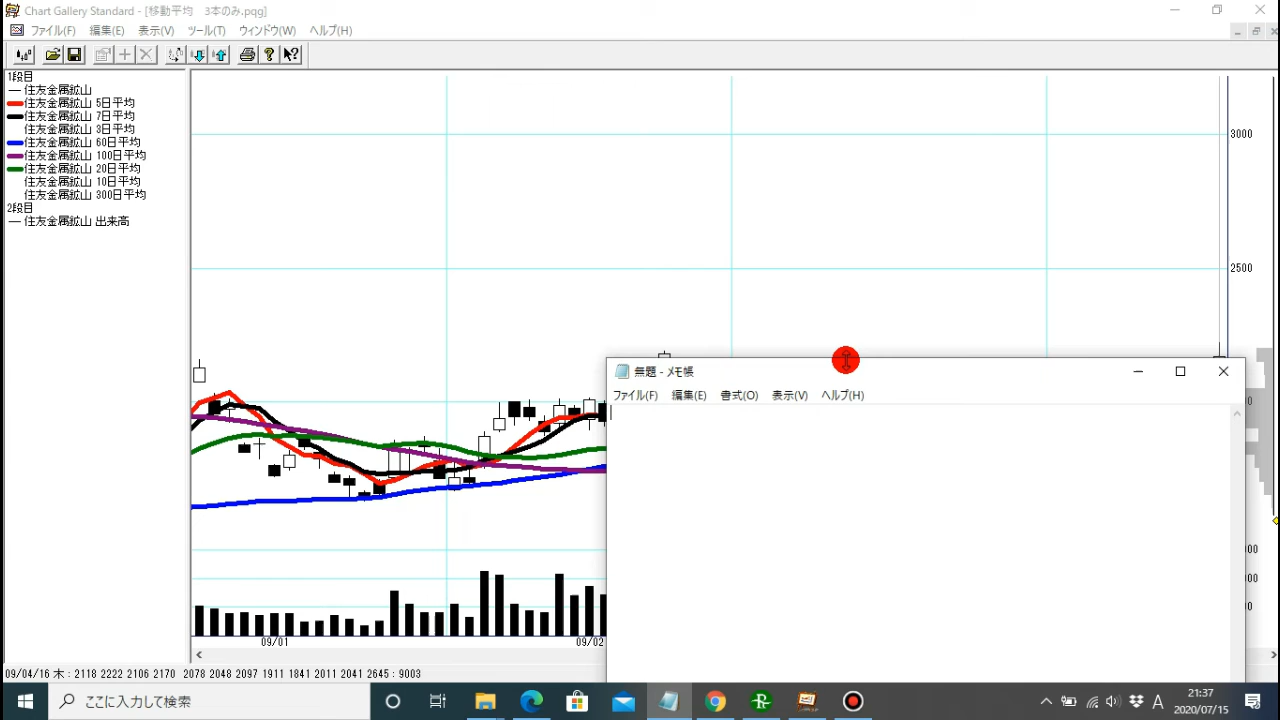 Chart Gallery Standard - [移動平均　3本のみ.pqg]
ファイル(F) 編集(E) 表示(V) ツール(T) ウィンドウ(W) ヘルプ(H)
1段目
住友金属鉱山
住友金属鉱山 5日平均
住友金属鉱山 7日平均
住友金属鉱山 3日平均
住友金属鉱山 60日平均
住友金属鉱山 100日平均
住友金属鉱山 20日平均
住友金属鉱山 10日平均
住友金属鉱山 300日平均
2段目
住友金属鉱山 出来高
3000
2500
無題 - メモ帳
ファイル(F) 編集(E) 書式(O) 表示(V) ヘルプ(H)
09/01 09/02
09/04/16 木 : 2118 2222 2106 2170 2078 2048 2097 1911 1841 2011 2041 2645 : 9003
ここに入力して検索
A
21:37
2020/07/15